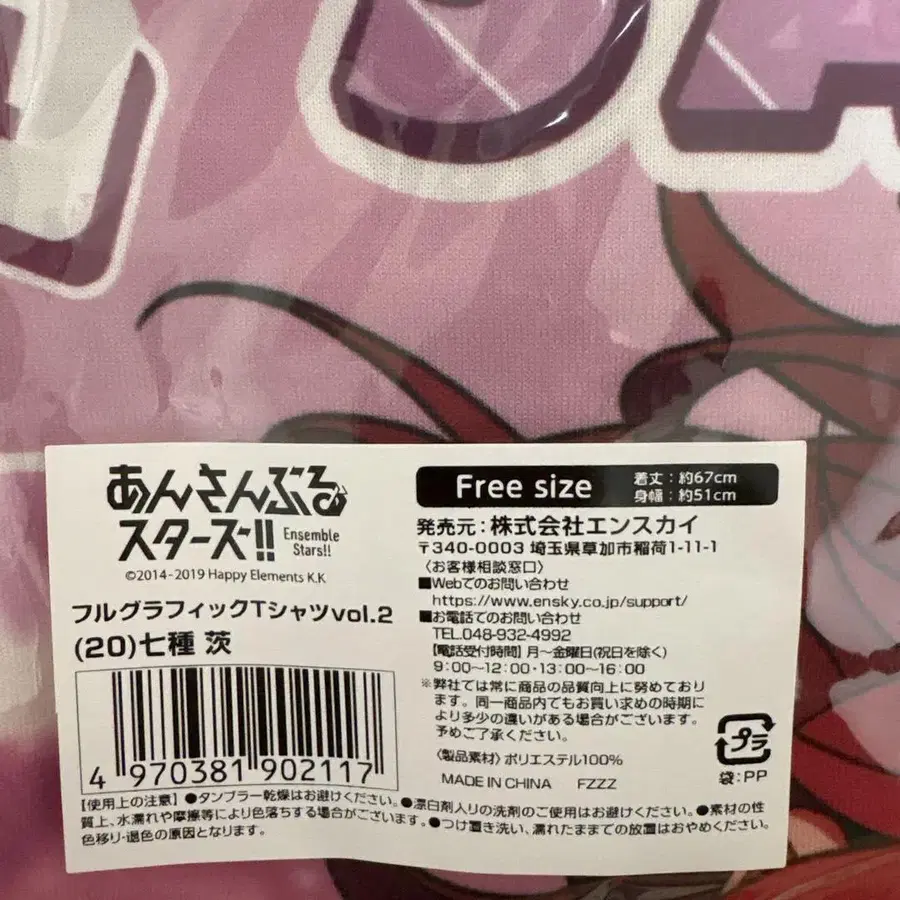 あんさんぶる
スターズ!!
Ensemble
Stars!!
©2014-2019 Happy Elements K.K
フルグラフィックTシャツvol.2
(20)七種 茨
4 970381 902117
Free size
着丈：約67cm
身幅：約51cm
発売元：株式会社エンスカイ
〒340-0003 埼玉県草加市稲荷1-11-1
〈お客様相談窓口〉
■Webでのお問い合わせ
https://www.ensky.co.jp/support/
■お電話でのお問い合わせ
TEL.048-932-4992
【電話受付時間】月～金曜日(祝日を除く)
9：00～12：00・13：00～16：00
※弊社では常に商品の品質向上に努めており
ます。同一商品内でもお買い求めの時期に
より多少の違いがある場合がございます。
予めご了承ください。
〈製品素材〉ポリエステル100%
MADE IN CHINA FZZZ
プラ
袋：PP
【使用上の注意】●タンブラー乾燥はお避けください。●漂白剤入りの洗剤のご使用はお避けください。●素材の性
質上、水濡れや摩擦等により色落ちする場合がございます。●つけ置き洗い、濡れたままでの放置はおやめください。
色移り・退色の原因となります。